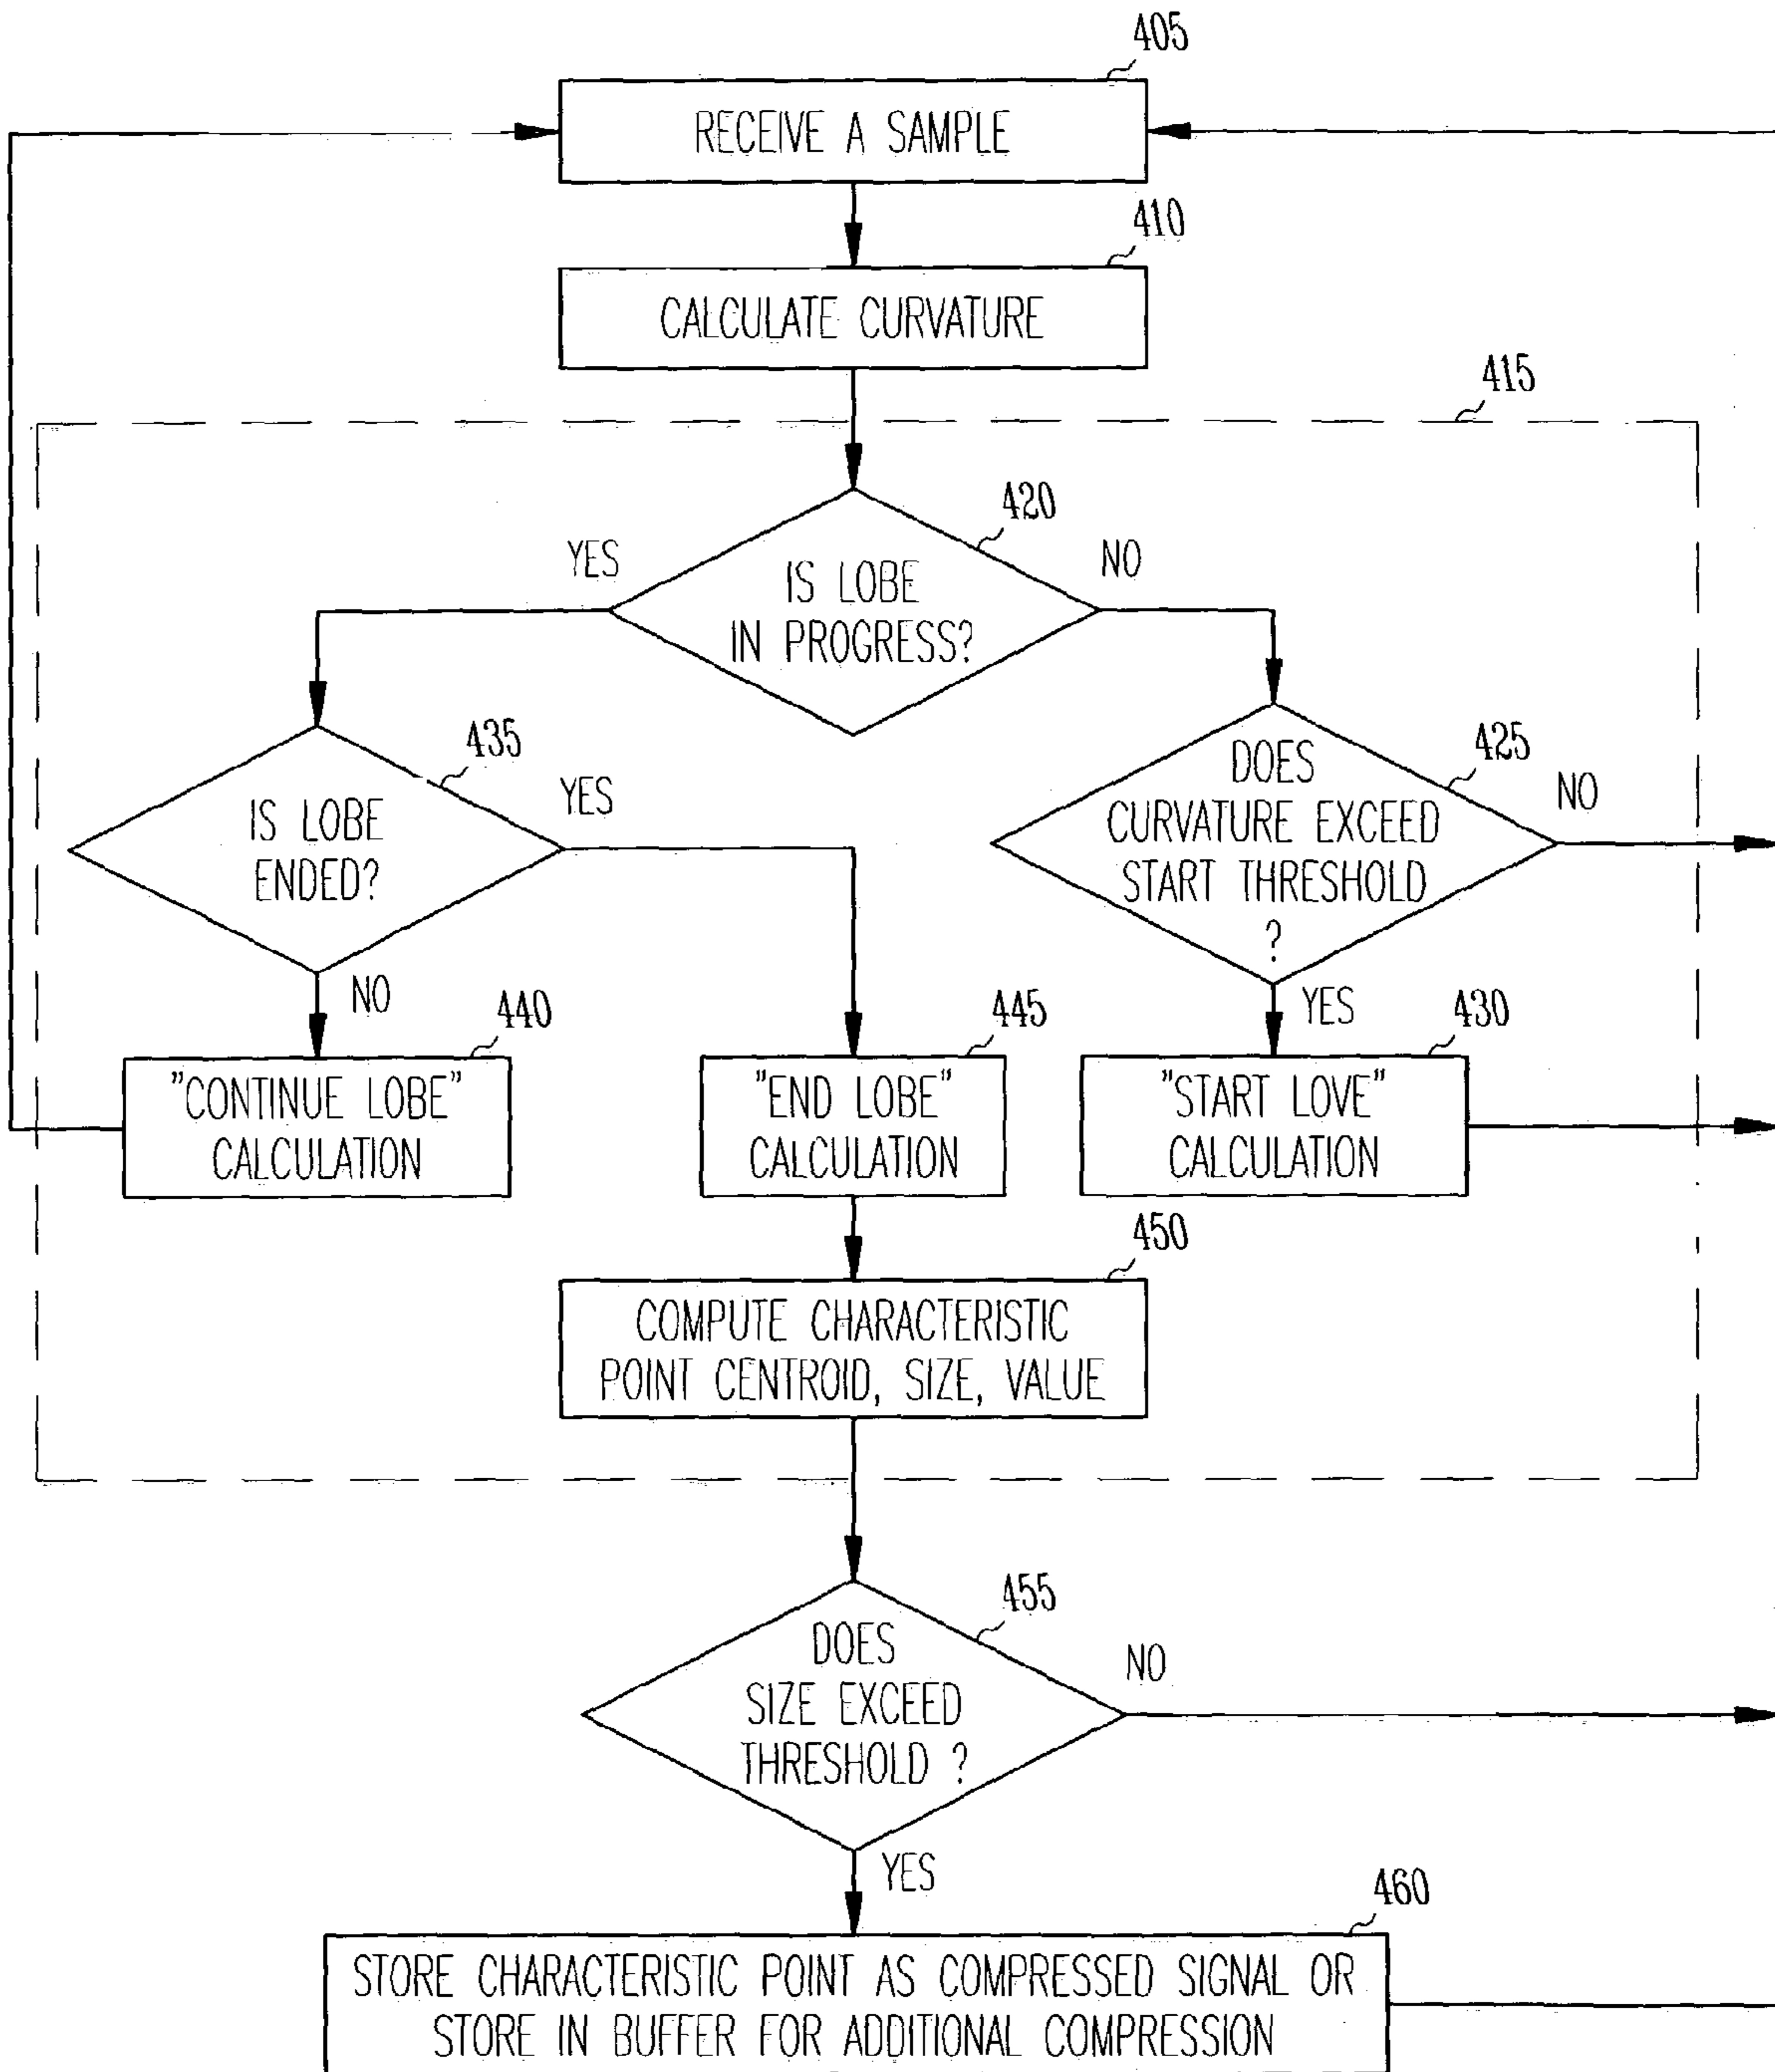 405
RECEIVE A SAMPLE
410
CALCULATE CURVATURE
415
420
YES
NO
IS LOBE
IN PROGRESS?
435
YES
IS LOBE
ENDED?
NO
425
NO
DOES
CURVATURE EXCEED
START THRESHOLD
?
YES
440
"CONTINUE LOBE"
CALCULATION
445
"END LOBE"
CALCULATION
430
"START LOVE"
CALCULATION
450
COMPUTE CHARACTERISTIC
POINT CENTROID, SIZE, VALUE
455
DOES
SIZE EXCEED
THRESHOLD ?
NO
YES
460
STORE CHARACTERISTIC POINT AS COMPRESSED SIGNAL OR
STORE IN BUFFER FOR ADDITIONAL COMPRESSION